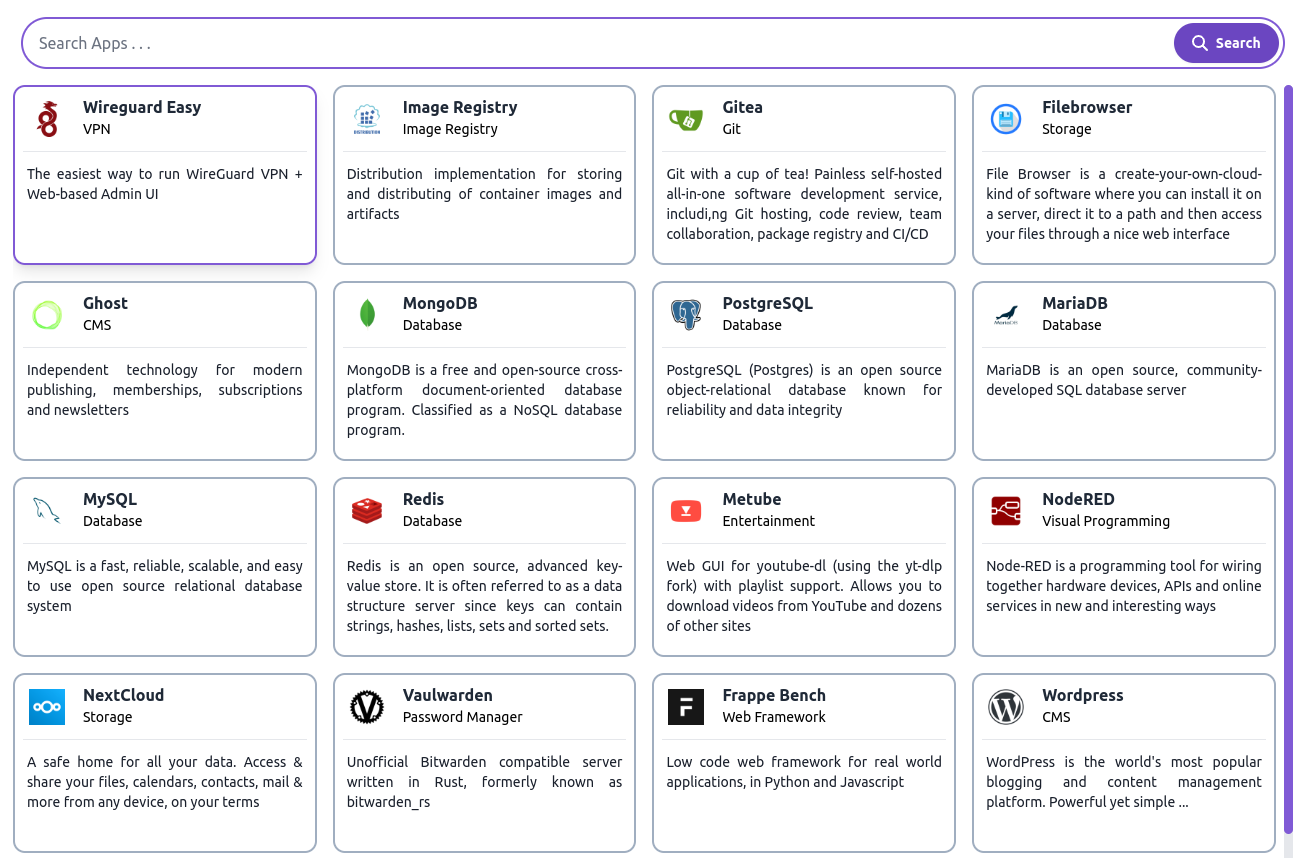 Search Apps . . .
Search
Wireguard Easy
VPN
The easiest way to run WireGuard VPN +
Web-based Admin UI
DISTRIBUTION
Image Registry
Image Registry
Distribution implementation for storing
and distributing of container images and
artifacts
Gitea
Git
Git with a cup of tea! Painless self-hosted
all-in-one software development service,
includi,ng Git hosting, code review, team
collaboration, package registry and CI/CD
Filebrowser
Storage
File Browser is a create-your-own-cloud-
kind of software where you can install it on
a server, direct it to a path and then access
your files through a nice web interface
Ghost
CMS
Independent technology for modern
publishing, memberships, subscriptions
and newsletters
MongoDB
Database
MongoDB is a free and open-source cross-
platform document-oriented database
program. Classified as a NoSQL database
program.
PostgreSQL
Database
PostgreSQL (Postgres) is an open source
object-relational database known for
reliability and data integrity
MariaDB
MariaDB
Database
MariaDB is an open source, community-
developed SQL database server
MySQL
Database
MySQL is a fast, reliable, scalable, and easy
to use open source relational database
system
Redis
Database
Redis is an open source, advanced key-
value store. It is often referred to as a data
structure server since keys can contain
strings, hashes, lists, sets and sorted sets.
Metube
Entertainment
Web GUI for youtube-dl (using the yt-dlp
fork) with playlist support. Allows you to
download videos from YouTube and dozens
of other sites
NodeRED
Visual Programming
Node-RED is a programming tool for wiring
together hardware devices, APIs and online
services in new and interesting ways
NextCloud
Storage
A safe home for all your data. Access &
share your files, calendars, contacts, mail &
more from any device, on your terms
Vaulwarden
Password Manager
Unofficial Bitwarden compatible server
written in Rust, formerly known as
bitwarden_rs
Frappe Bench
Web Framework
Low code web framework for real world
applications, in Python and Javascript
Wordpress
CMS
WordPress is the world's most popular
blogging and content management
platform. Powerful yet simple ...